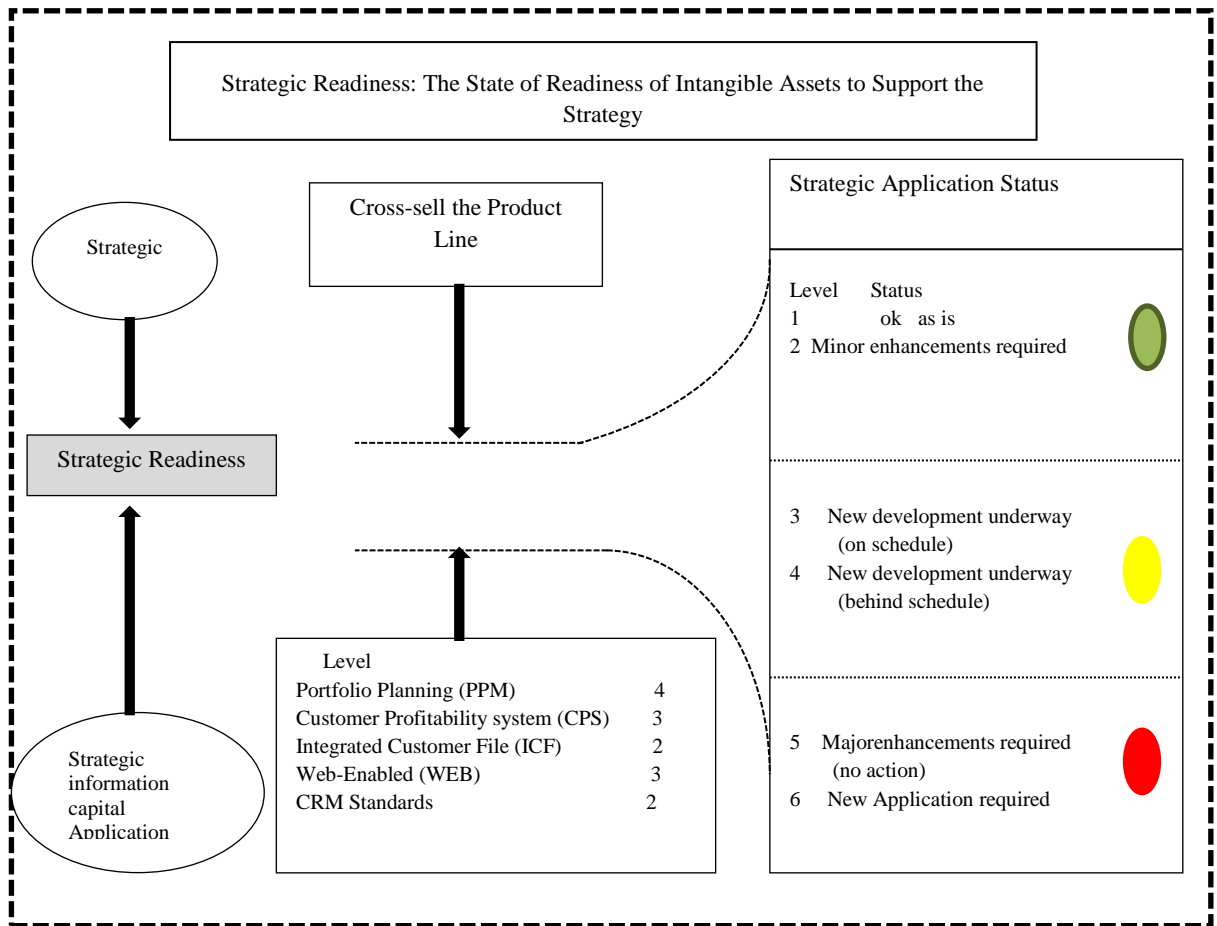 Strategic Readiness: The State of Readiness of Intangible Assets to Support the
Strategy
Strategic
Strategic Readiness
Strategic
information
capital
Application
Cross-sell the Product
Line
Level
Portfolio Planning (PPM) 4
Customer Profitability system (CPS) 3
Integrated Customer File (ICF) 2
Web-Enabled (WEB) 3
CRM Standards 2
Strategic Application Status
Level Status
1 ok as is
2 Minor enhancements required
3 New development underway
(on schedule)
4 New development underway
(behind schedule)
5 Majorenhancements required
(no action)
6 New Application required